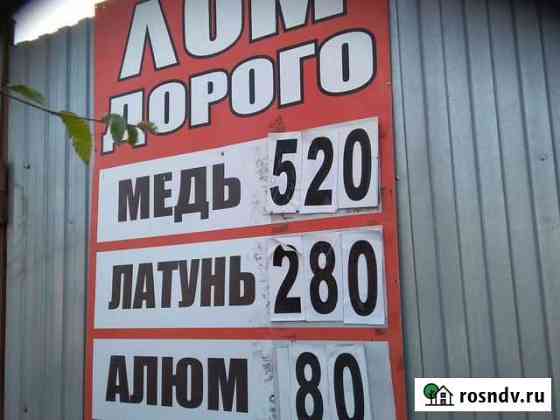 ЛОМ
ДОРОГО
МЕДЬ 520
ЛАТУНЬ 280
АЛЮМ 80
rosndv.ru